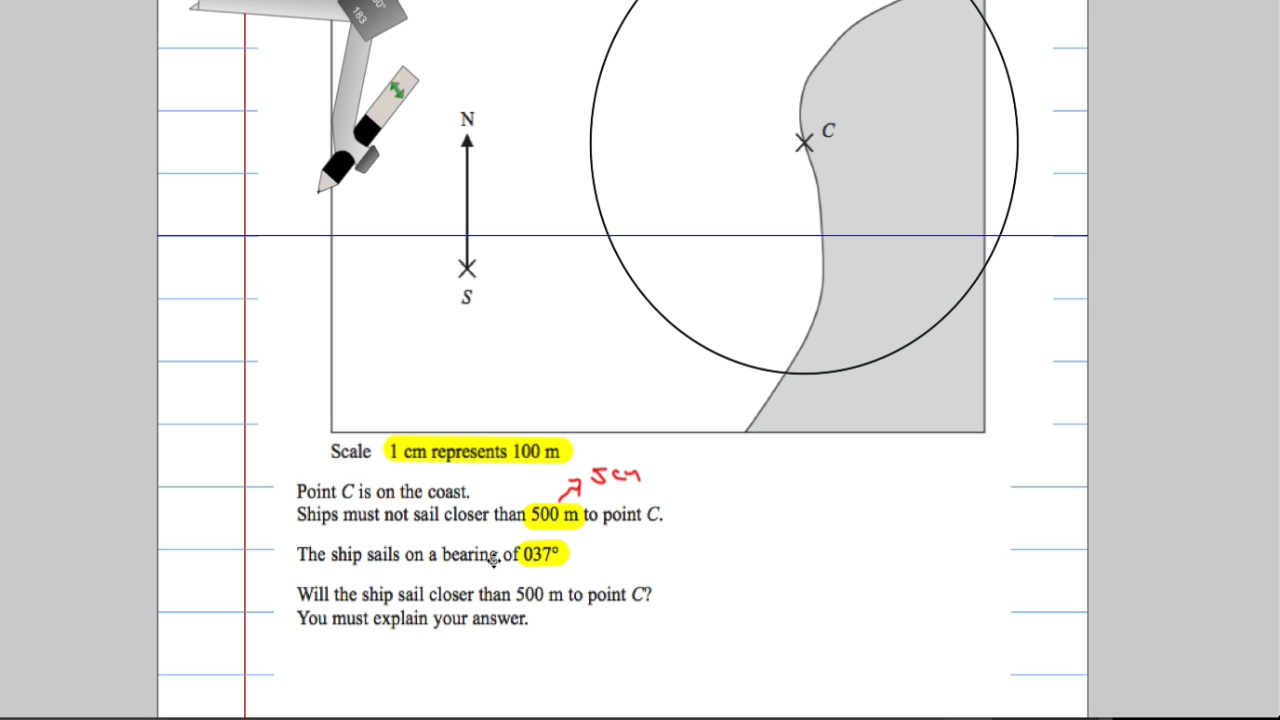 183
N
C
S
Scale 1 cm represents 100 m
5cm
Point C is on the coast.
Ships must not sail closer than 500 m to point C.
The ship sails on a bearing of 037°
Will the ship sail closer than 500 m to point C?
You must explain your answer.